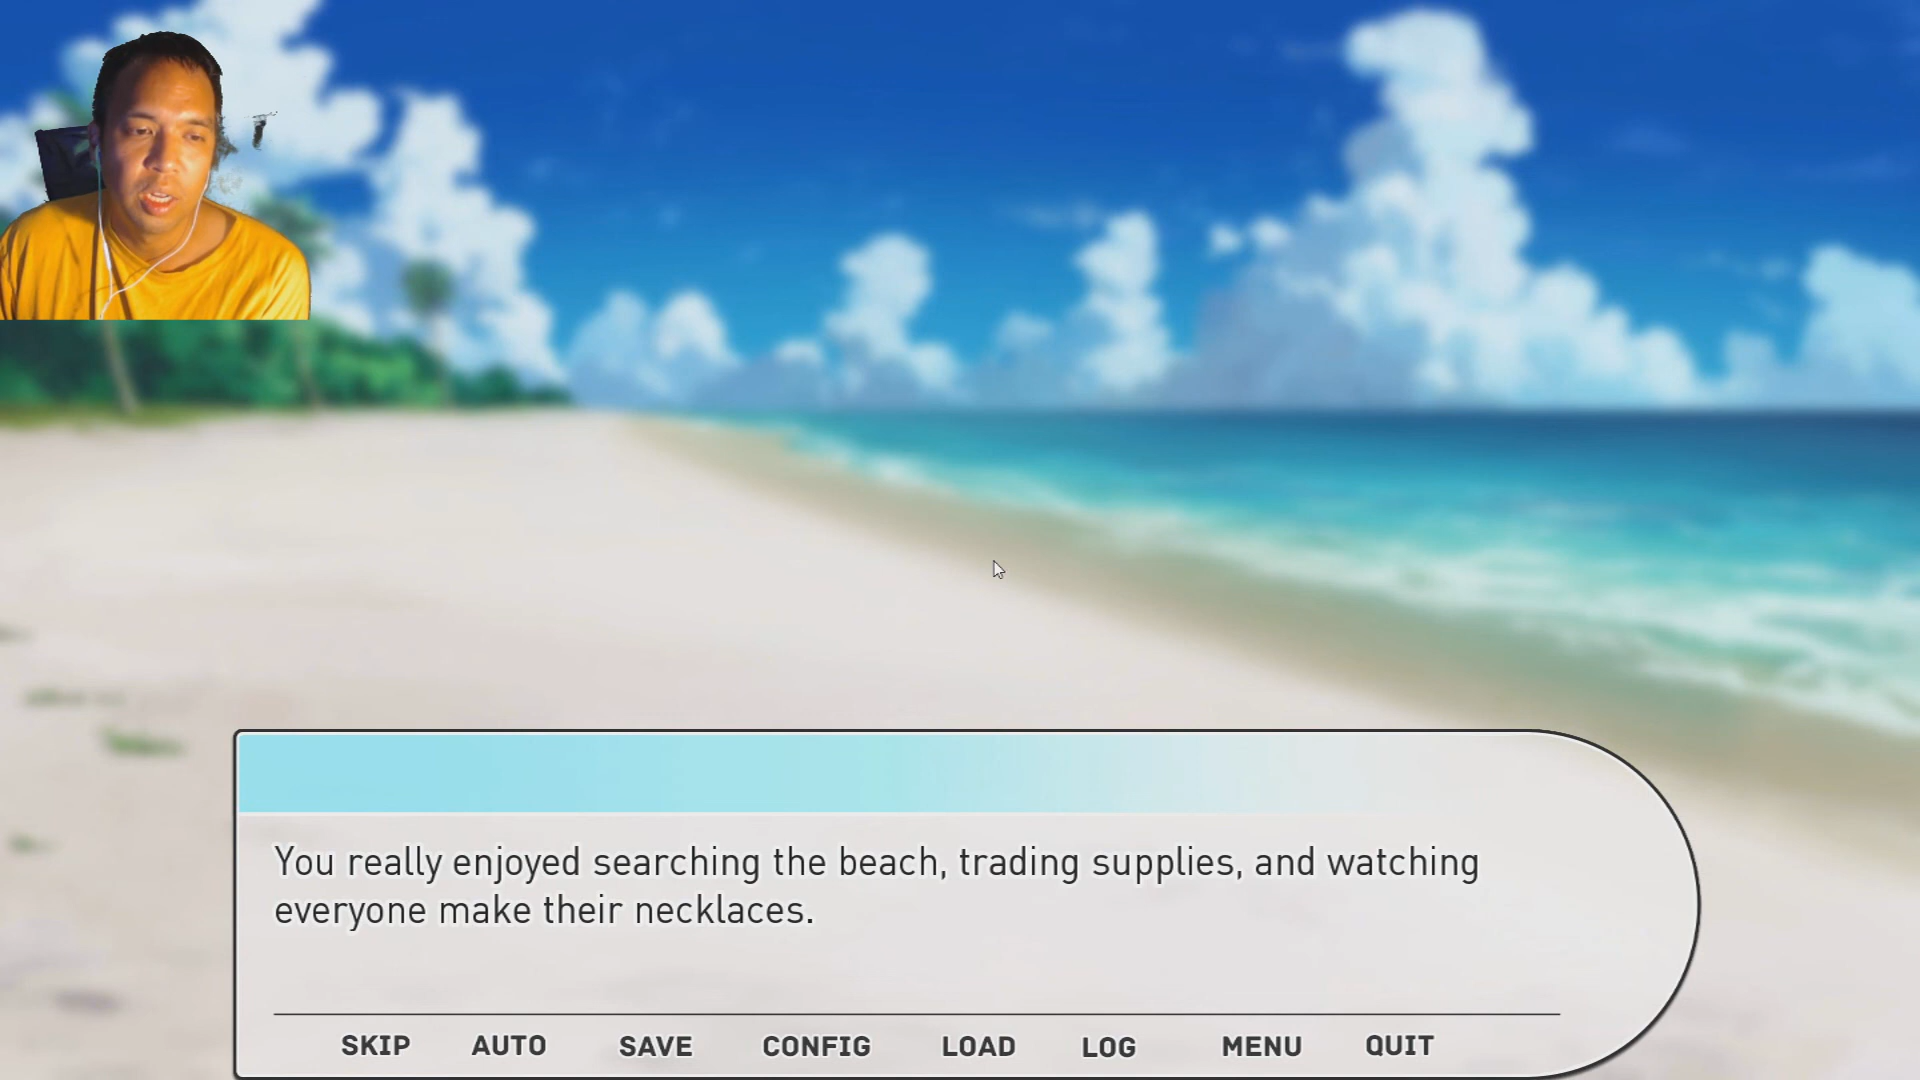 You really enjoyed searching the beach, trading supplies, and watching
everyone make their necklaces.
SKIP AUTO SAVE CONFIG LOAD LOG MENU QUIT